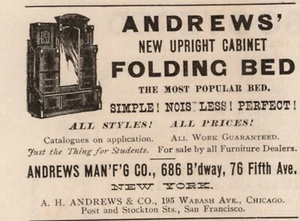 ANDREWS'
NEW UPRIGHT CABINET
FOLDING BED
THE MOST POPULAR BED.
SIMPLE! NOISELESS! PERFECT!
ALL STYLES! ALL PRICES!
Catalogues on application. ALL WORK GUARANTEED.
Just the Thing for Students. For sale by all Furniture Dealers.
ANDREWS MAN'F'G CO., 686 B'dway, 76 Fifth Ave.
NEW YORK.
A. H. ANDREWS & CO., 195 WABASH AVE., CHICAGO.
Post and Stockton Sts., San Francisco.